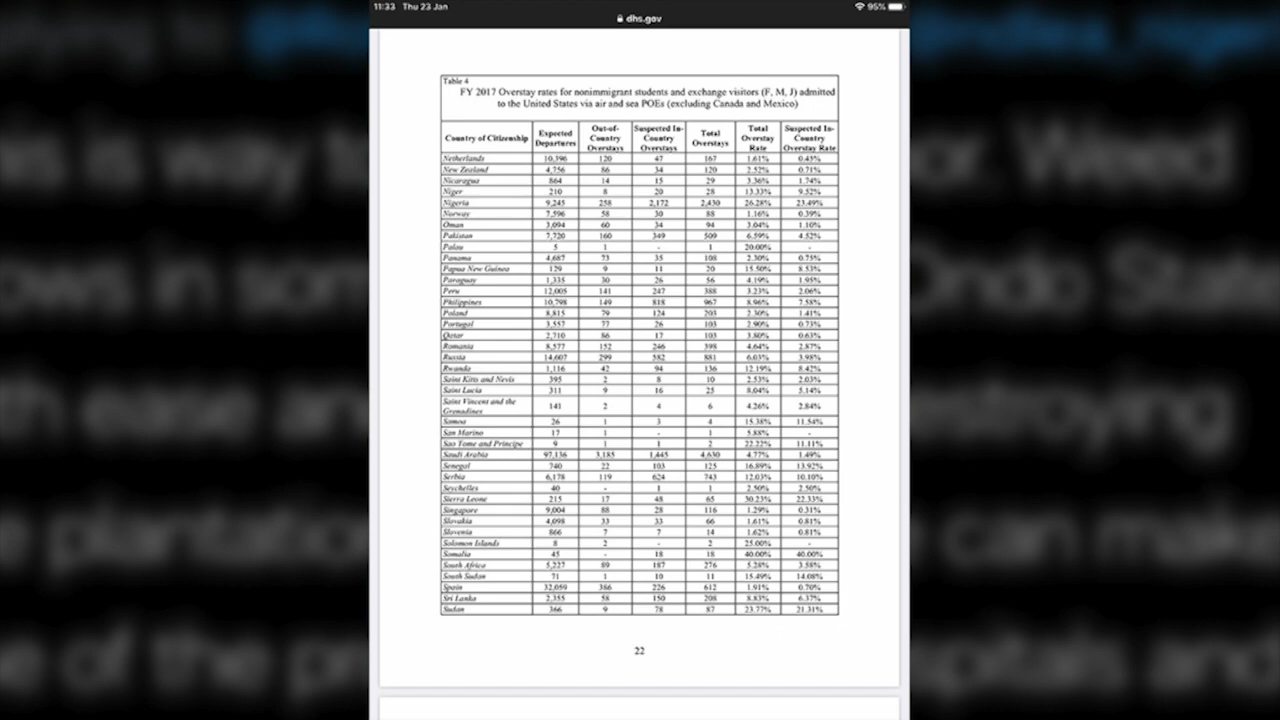 11:33 Thu 23 Jan
95%
dhs.gov
Table 4
FY 2017 Overstay rates for nonimmigrant students and exchange visitors (F, M, J) admitted
to the United States via air and sea POEs (excluding Canada and Mexico)
Country of Citizenship Expected Departures Out-of-Country Overstays Suspected In-Country Overstays Total Overstays Total Overstay Rate Suspected In-Country Overstay Rate
Netherlands 10,396 120 47 167 1.61% 0.45%
New Zealand 4,756 86 34 120 2.52% 0.71%
Nicaragua 864 14 15 29 3.36% 1.74%
Niger 210 8 20 28 13.33% 9.52%
Nigeria 9,245 258 2,172 2,430 26.28% 23.49%
Norway 7,596 58 30 88 1.16% 0.39%
Oman 3,094 60 34 94 3.04% 1.10%
Pakistan 7,720 160 349 509 6.59% 4.52%
Palau 5 1 - 1 20.00% -
Panama 4,687 73 35 108 2.30% 0.75%
Papua New Guinea 129 9 11 20 15.50% 8.53%
Paraguay 1,335 30 26 56 4.19% 1.95%
Peru 12,005 141 247 388 3.23% 2.06%
Philippines 10,798 149 818 967 8.96% 7.58%
Poland 8,815 79 124 203 2.30% 1.41%
Portugal 3,557 77 26 103 2.90% 0.73%
Qatar 2,710 86 17 103 3.80% 0.63%
Romania 8,577 152 246 398 4.64% 2.87%
Russia 14,607 299 582 881 6.03% 3.98%
Rwanda 1,116 42 94 136 12.19% 8.42%
Saint Kitts and Nevis 395 2 8 10 2.53% 2.03%
Saint Lucia 311 9 16 25 8.04% 5.14%
Saint Vincent and the Grenadines 141 2 4 6 4.26% 2.84%
Samoa 26 1 3 4 15.38% 11.54%
San Marino 17 1 - 1 5.88% -
Sao Tome and Principe 9 1 1 2 22.22% 11.11%
Saudi Arabia 97,136 3,185 1,445 4,630 4.77% 1.49%
Senegal 740 22 103 125 16.89% 13.92%
Serbia 6,178 119 624 743 12.03% 10.10%
Seychelles 40 - 1 1 2.50% 2.50%
Sierra Leone 215 17 48 65 30.23% 22.33%
Singapore 9,004 88 28 116 1.29% 0.31%
Slovakia 4,098 33 33 66 1.61% 0.81%
Slovenia 866 7 7 14 1.62% 0.81%
Solomon Islands 8 2 - 2 25.00% -
Somalia 45 - 18 18 40.00% 40.00%
South Africa 5,227 89 187 276 5.28% 3.58%
South Sudan 71 1 10 11 15.49% 14.08%
Spain 32,059 386 226 612 1.91% 0.70%
Sri Lanka 2,355 58 150 208 8.83% 6.37%
Sudan 366 9 78 87 23.77% 21.31%
22